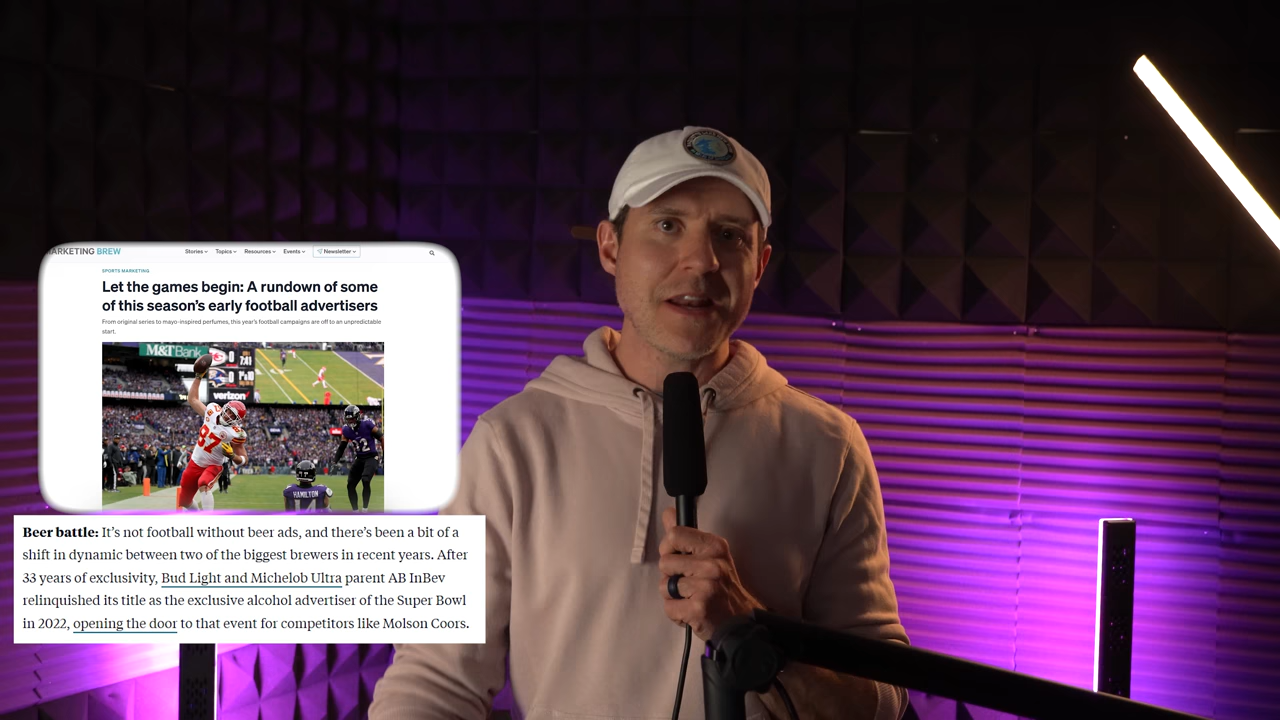 MARKETING BREW
Stories
Topics
Resources
Events
Newsletter
SPORTS MARKETING
Let the games begin: A rundown of some
of this season's early football advertisers
From original series to mayo-inspired perfumes, this year's football campaigns are off to an unpredictable
start.
M&T Bank
0
7:41
0
verizon
87
HAMILTON
14
Beer battle: It's not football without beer ads, and there's been a bit of a
shift in dynamic between two of the biggest brewers in recent years. After
33 years of exclusivity, Bud Light and Michelob Ultra parent AB InBev
relinquished its title as the exclusive alcohol advertiser of the Super Bowl
in 2022, opening the door to that event for competitors like Molson Coors.